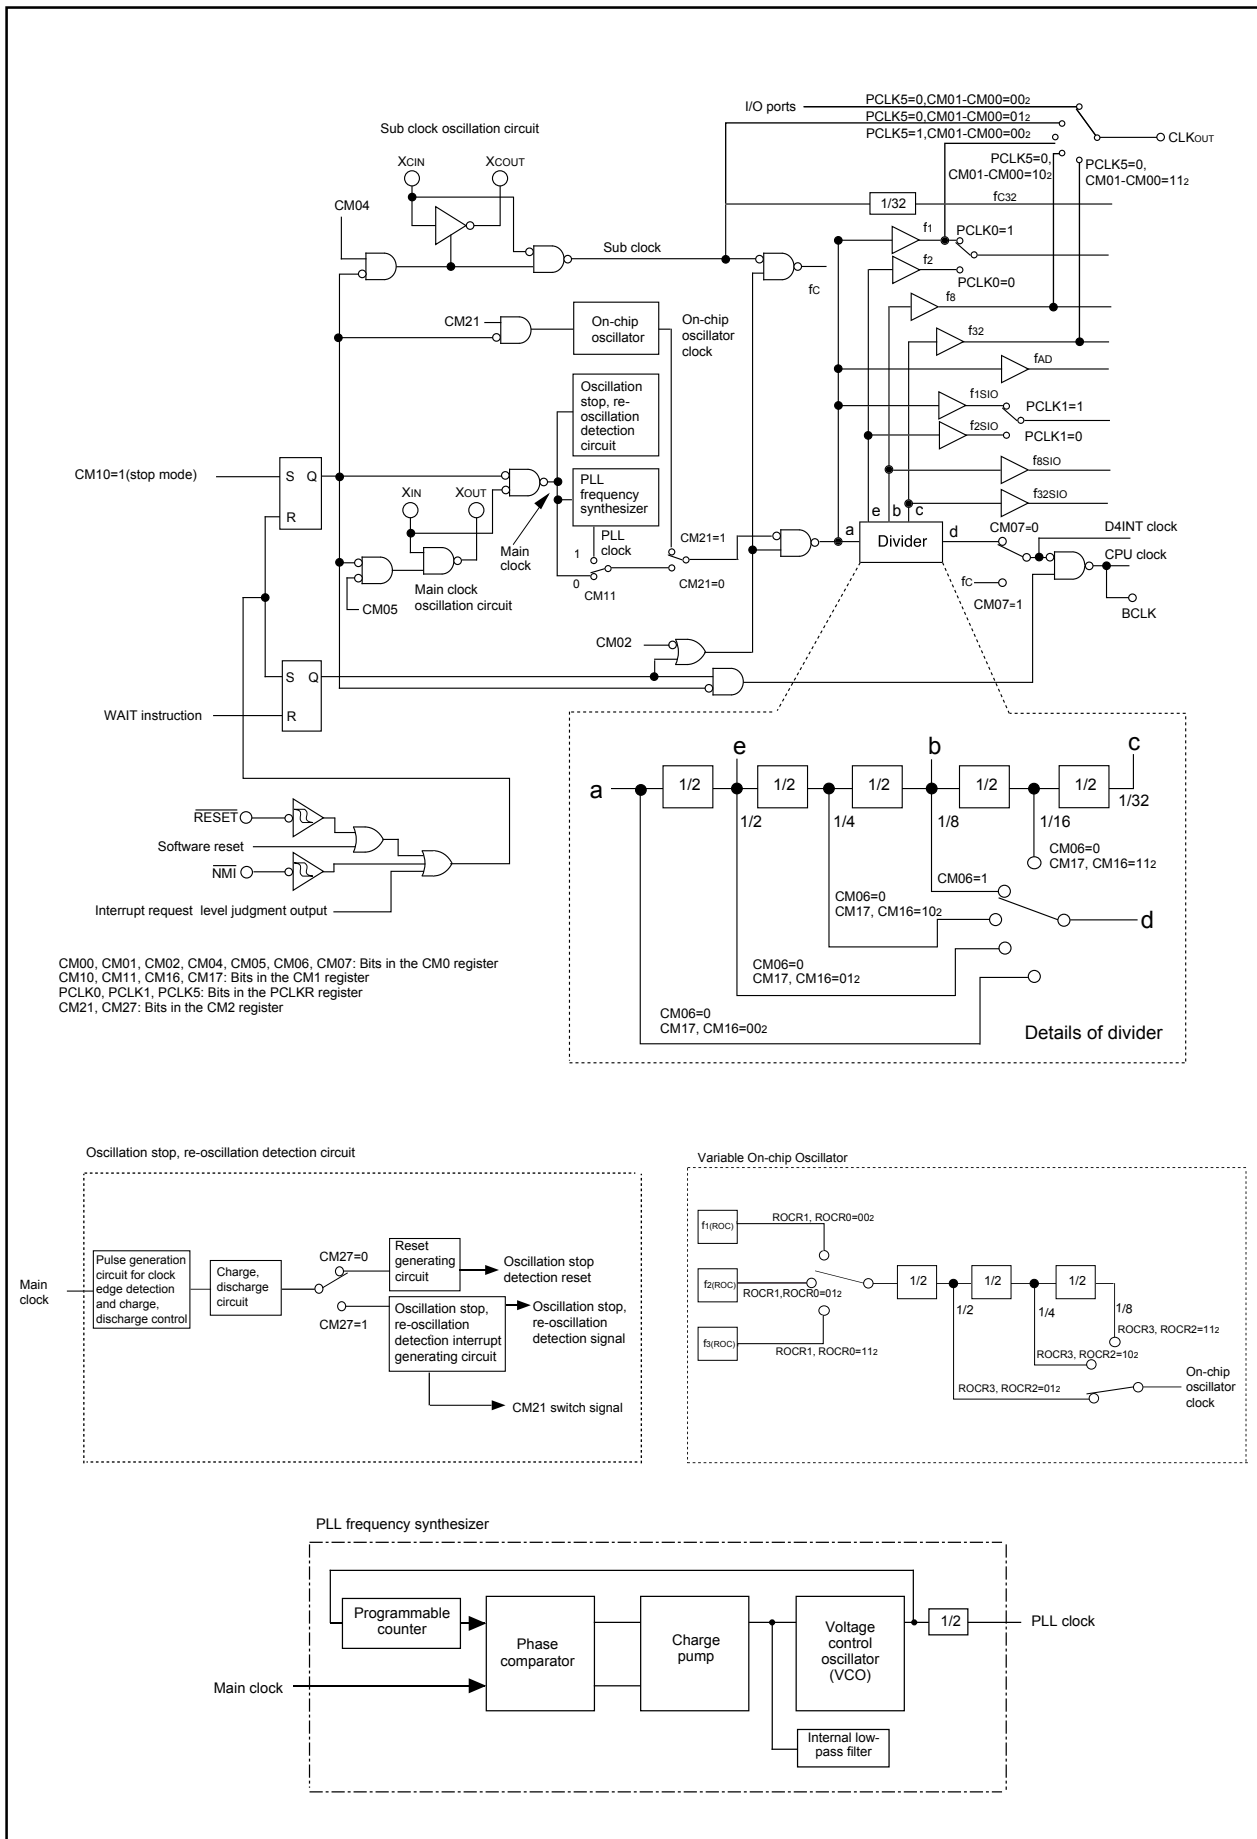 I/O ports
PCLK5=0,CM01-CM00=002
PCLK5=0,CM01-CM00=012
PCLK5=1,CM01-CM00=002
CLKOUT
PCLK5=0,
CM01-CM00=102
PCLK5=0,
CM01-CM00=112
Sub clock oscillation circuit
XCIN
XCOUT
CM04
1/32
fC32
Sub clock
fC
f1
PCLK0=1
f2
PCLK0=0
f8
f32
fAD
f1SIO
PCLK1=1
f2SIO
PCLK1=0
f8SIO
f32SIO
CM21
On-chip
oscillator
On-chip
oscillator
clock
Oscillation
stop, re-
oscillation
detection
circuit
CM10=1(stop mode)
S
Q
R
XIN
XOUT
PLL
frequency
synthesizer
Main
clock
PLL
clock
1
0
CM11
CM21=1
CM21=0
CM05
Main clock
oscillation circuit
a
e
b
c
Divider
d
CM07=0
fC
CM07=1
D4INT clock
CPU clock
BCLK
CM02
S
Q
R
WAIT instruction
RESET
Software reset
NMI
Interrupt request level judgment output
a
1/2
e
1/2
1/2
1/2
1/4
b
1/2
1/8
1/2
1/16
c
1/32
CM06=0
CM17, CM16=112
CM06=1
CM06=0
CM17, CM16=102
d
CM06=0
CM17, CM16=012
CM06=0
CM17, CM16=002
Details of divider
CM00, CM01, CM02, CM04, CM05, CM06, CM07: Bits in the CM0 register
CM10, CM11, CM16, CM17: Bits in the CM1 register
PCLK0, PCLK1, PCLK5: Bits in the PCLKR register
CM21, CM27: Bits in the CM2 register
Oscillation stop, re-oscillation detection circuit
Main
clock
Pulse generation
circuit for clock
edge detection
and charge,
discharge control
Charge,
discharge
circuit
CM27=0
CM27=1
Reset
generating
circuit
Oscillation stop
detection reset
Oscillation stop,
re-oscillation
detection interrupt
generating circuit
Oscillation stop,
re-oscillation
detection signal
CM21 switch signal
Variable On-chip Oscillator
f1(ROC)
ROCR1, ROCR0=002
f2(ROC)
ROCR1,ROCR0=012
f3(ROC)
ROCR1, ROCR0=112
1/2
1/2
1/2
1/2
1/4
1/8
ROCR3, ROCR2=112
ROCR3, ROCR2=102
ROCR3, ROCR2=012
On-chip
oscillator
clock
PLL frequency synthesizer
Programmable
counter
Main clock
Phase
comparator
Charge
pump
Voltage
control
oscillator
(VCO)
1/2
PLL clock
Internal low-
pass filter